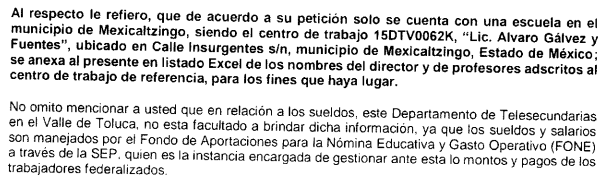 Al respecto le refiero, que de acuerdo a su petición solo se cuenta con una escuela en el
municipio de Mexicaltzingo, siendo el centro de trabajo 15DTV0062K, "Lic. Alvaro Gálvez y
Fuentes", ubicado en Calle Insurgentes s/n, municipio de Mexicaltzingo, Estado de México;
se anexa al presente en listado Excel de los nombres del director y de profesores adscritos al
centro de trabajo de referencia, para los fines que haya lugar.
No omito mencionar a usted que en relación a los sueldos, este Departamento de Telesecundarias
en el Valle de Toluca, no esta facultado a brindar dicha información, ya que los sueldos y salarios
son manejados por el Fondo de Aportaciones para la Nómina Educativa y Gasto Operativo (FONE)
a través de la SEP. quien es la instancia encargada de gestionar ante esta lo montos y pagos de los
trabajadores federalizados.